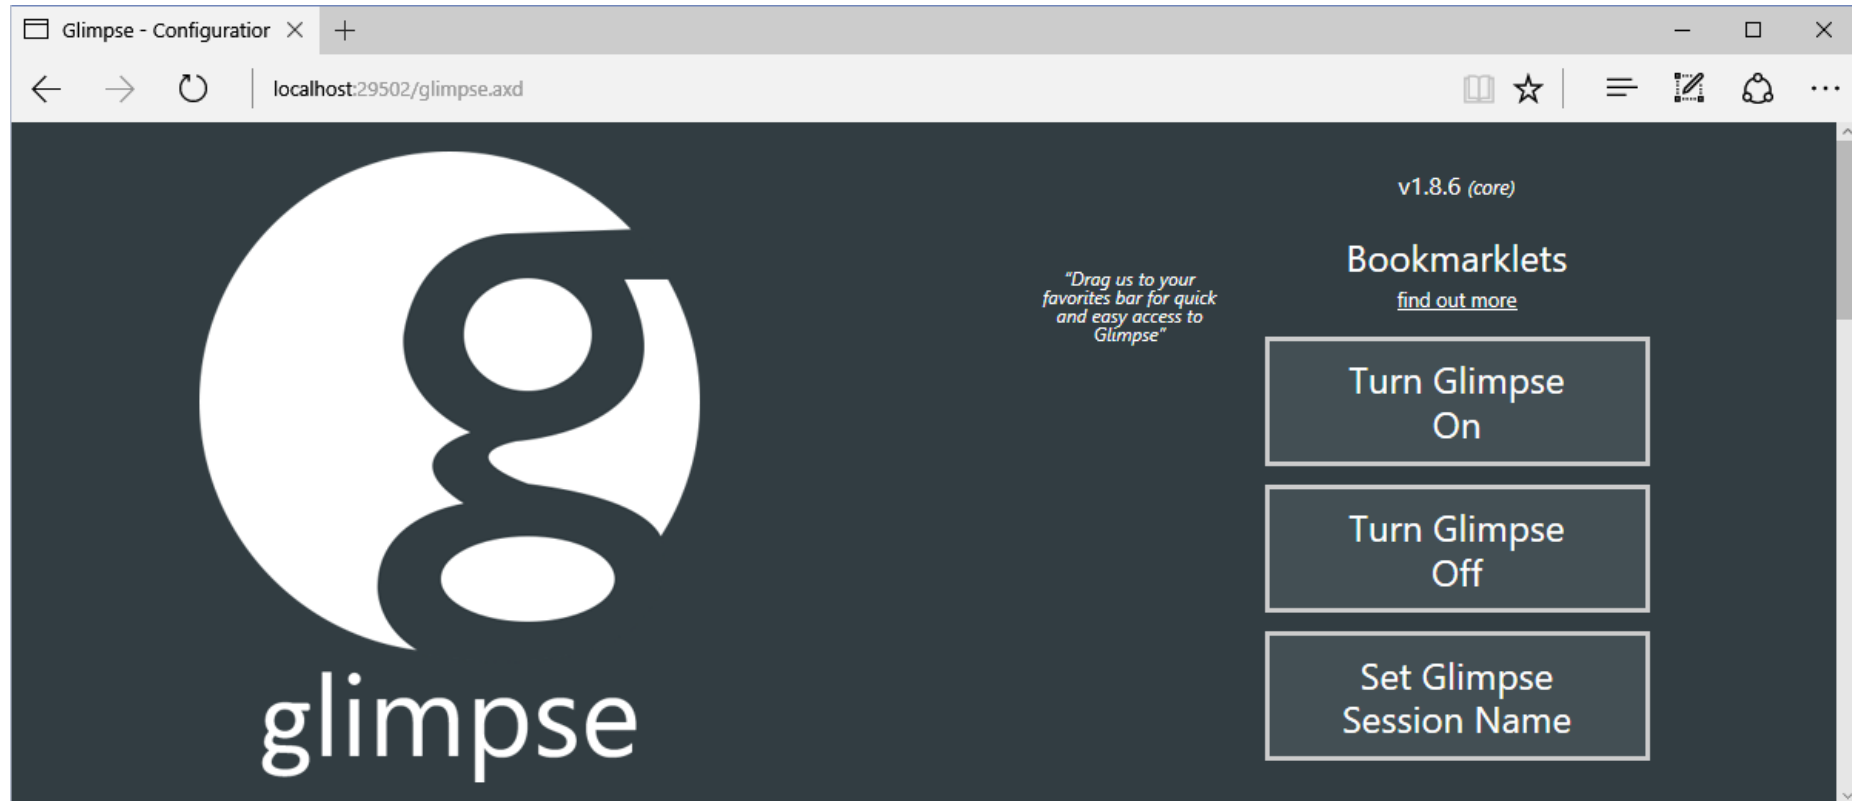 Glimpse - Configuration
localhost:29502/glimpse.axd
v1.8.6 (core)
Bookmarklets
find out more
"Drag us to your
favorites bar for quick
and easy access to
Glimpse"
Turn Glimpse
On
Turn Glimpse
Off
Set Glimpse
Session Name
glimpse